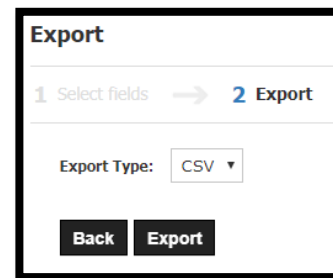 Export
1 Select fields → 2 Export
Export Type: CSV ▼
Back Export